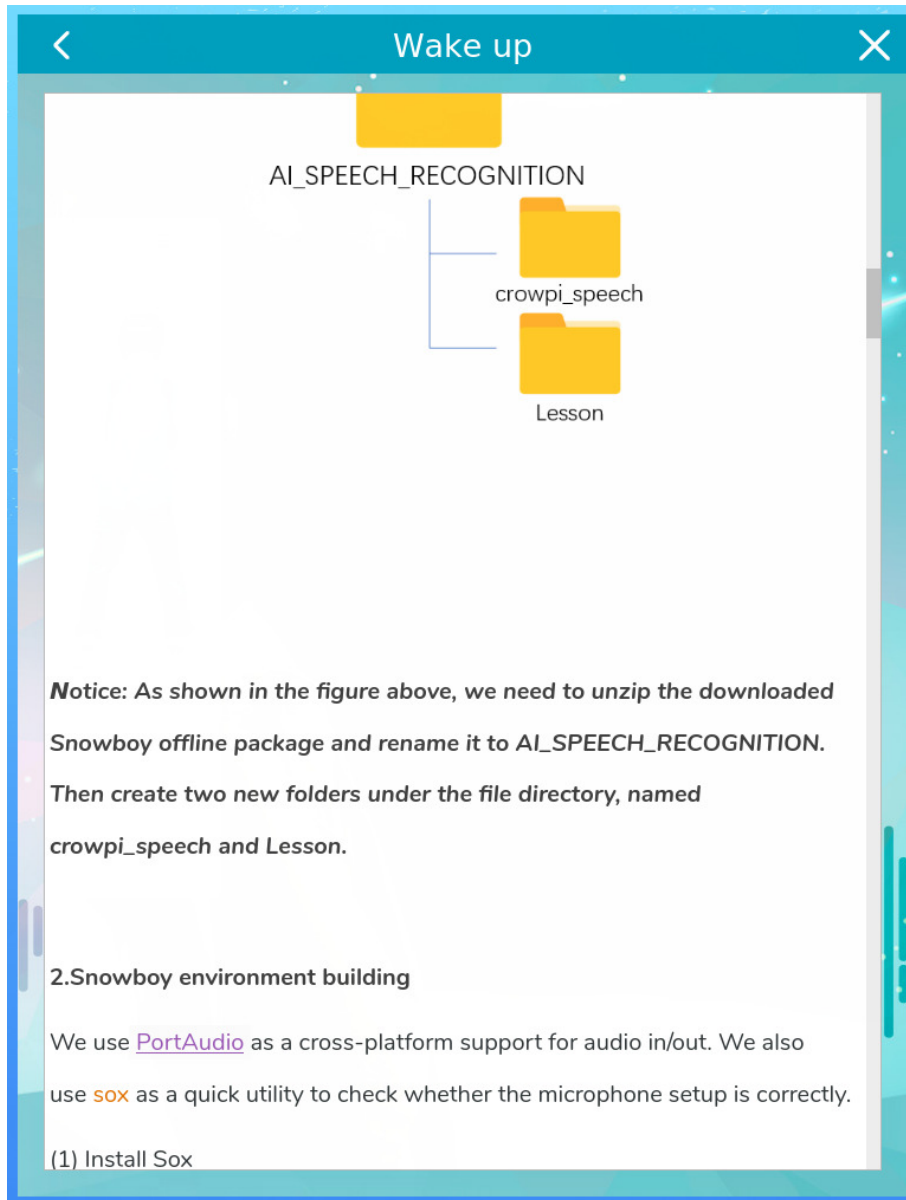 Wake up
AI_SPEECH_RECOGNITION
crowpi_speech
Lesson
Notice: As shown in the figure above, we need to unzip the downloaded
Snowboy offline package and rename it to AI_SPEECH_RECOGNITION.
Then create two new folders under the file directory, named
crowpi_speech and Lesson.
2.Snowboy environment building
We use PortAudio as a cross-platform support for audio in/out. We also
use sox as a quick utility to check whether the microphone setup is correctly.
(1) Install Sox